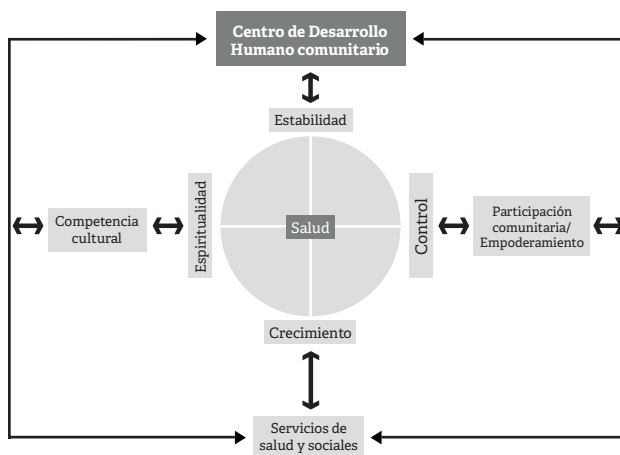 Centro de Desarrollo
Humano comunitario
Estabilidad
Competencia
cultural
Espiritualidad
Salud
Control
Participación
comunitaria/
Empoderamiento
Crecimiento
Servicios de
salud y sociales